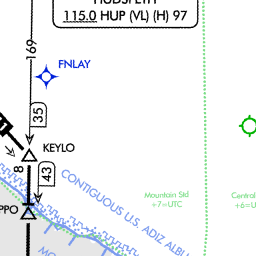 HUDSPETH
115.0 HUP (VL) (H) 97
169
FNLAY
35
KEYLO
8
43
PPO
CONTIGUOUS U.S. ADIZ
Mountain Std
+7=UTC
Central
+6=U
MO